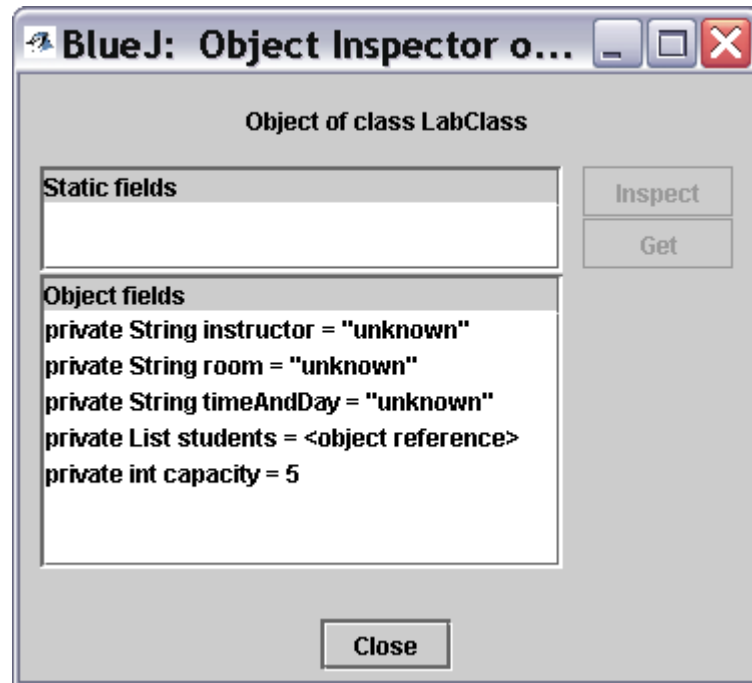 BlueJ: Object Inspector o...
Object of class LabClass
Static fields
Inspect
Get
Object fields
private String instructor = "unknown"
private String room = "unknown"
private String timeAndDay = "unknown"
private List students = <object reference>
private int capacity = 5
Close